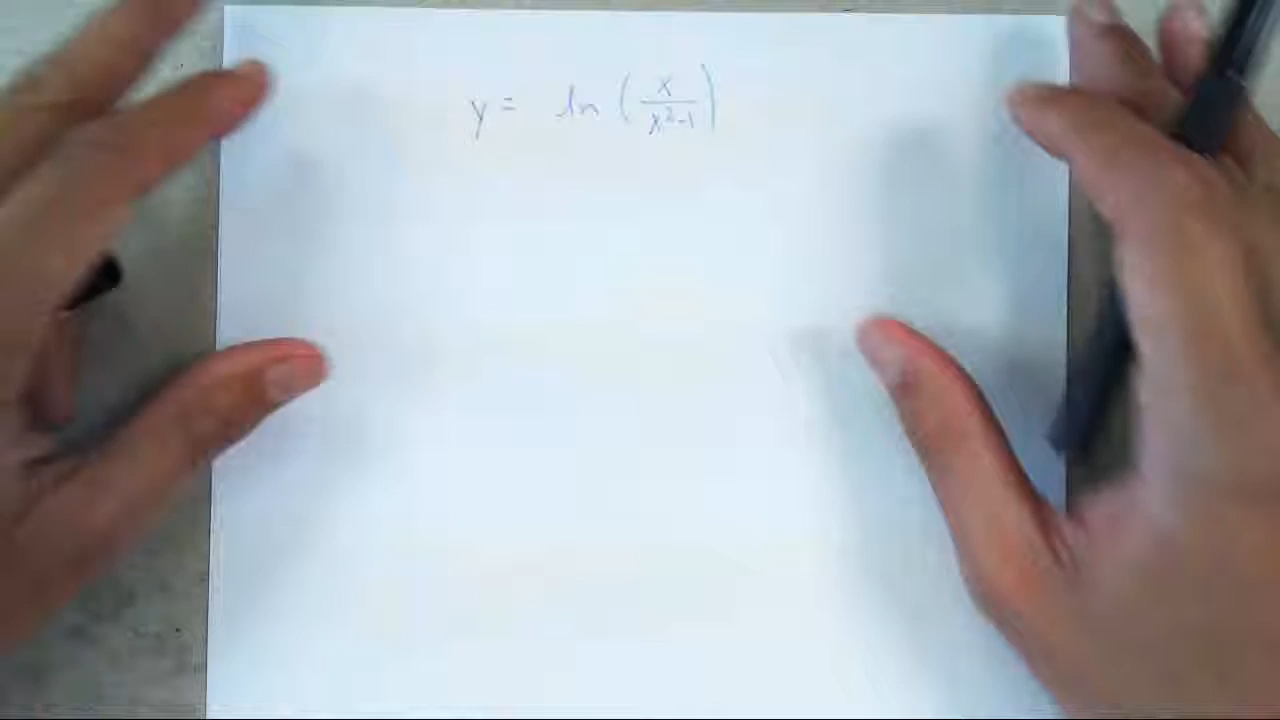 y = ln (x/(x²-1))